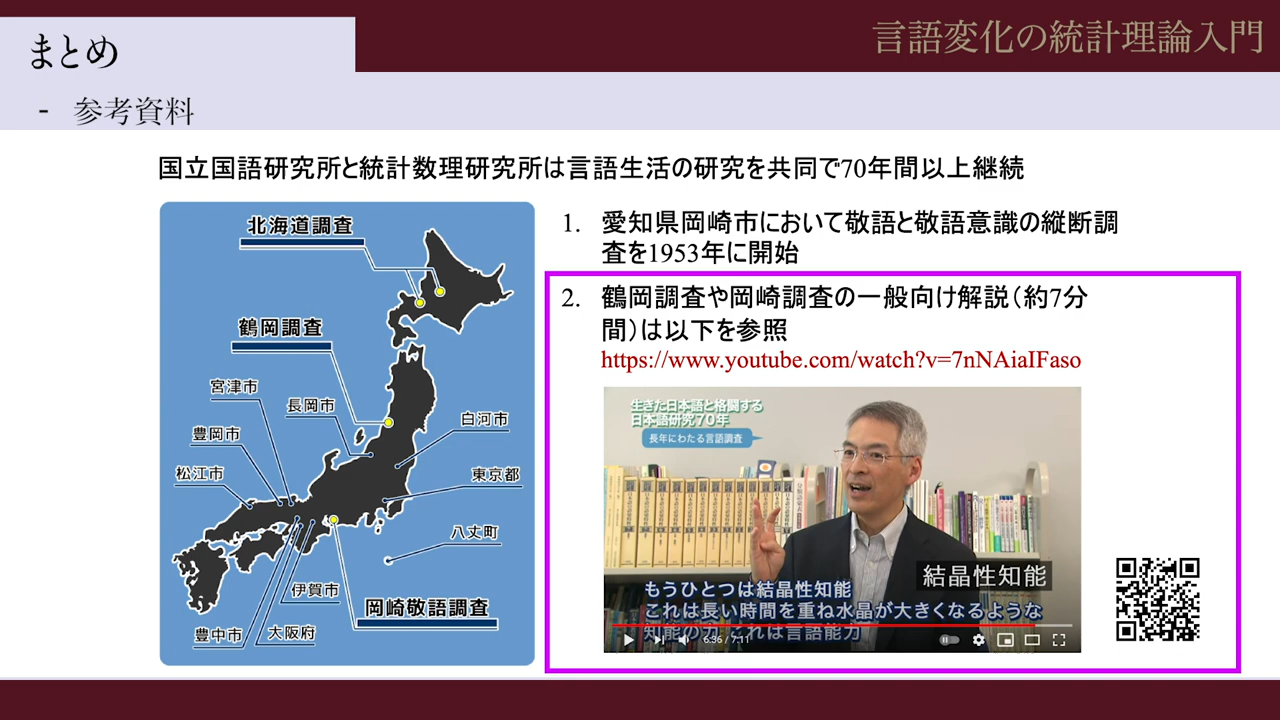 まとめ
言語変化の統計理論入門
- 参考資料
国立国語研究所と統計数理研究所は言語生活の研究を共同で70年間以上継続
北海道調査
鶴岡調査
宮津市
長岡市
豊岡市
白河市
松江市
東京都
八丈町
伊賀市
岡崎敬語調査
豊中市
大阪府
1. 愛知県岡崎市において敬語と敬語意識の縦断調
査を1953年に開始
2. 鶴岡調査や岡崎調査の一般向け解説（約7分
間）は以下を参照
https://www.youtube.com/watch?v=7nNAiaIFaso
生きた日本語と格闘する
日本語研究70年
長年にわたる言語調査
結晶性知能
もうひとつは結晶性知能
これは長い時間を重ね水晶が大きくなるような
知能の力 これは言語能力
6:36 / 7:11